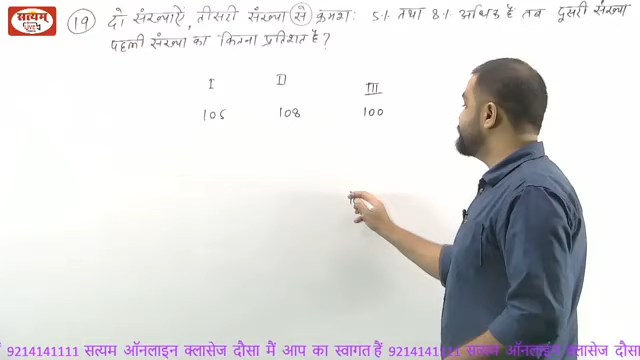 सत्यम्
19 दो संख्याऐं, तीसरी संख्या से क्रमशः 5% तथा 8% अधिक है तब दूसरी संख्या
पहली संख्या का कितना प्रतिशत है?
I II III
105 108 100
9214141111 सत्यम ऑनलाइन क्लासेज दौसा मैं आप का स्वागत हैं 9214141111 सत्यम ऑनलाइन क्लासेज दौसा